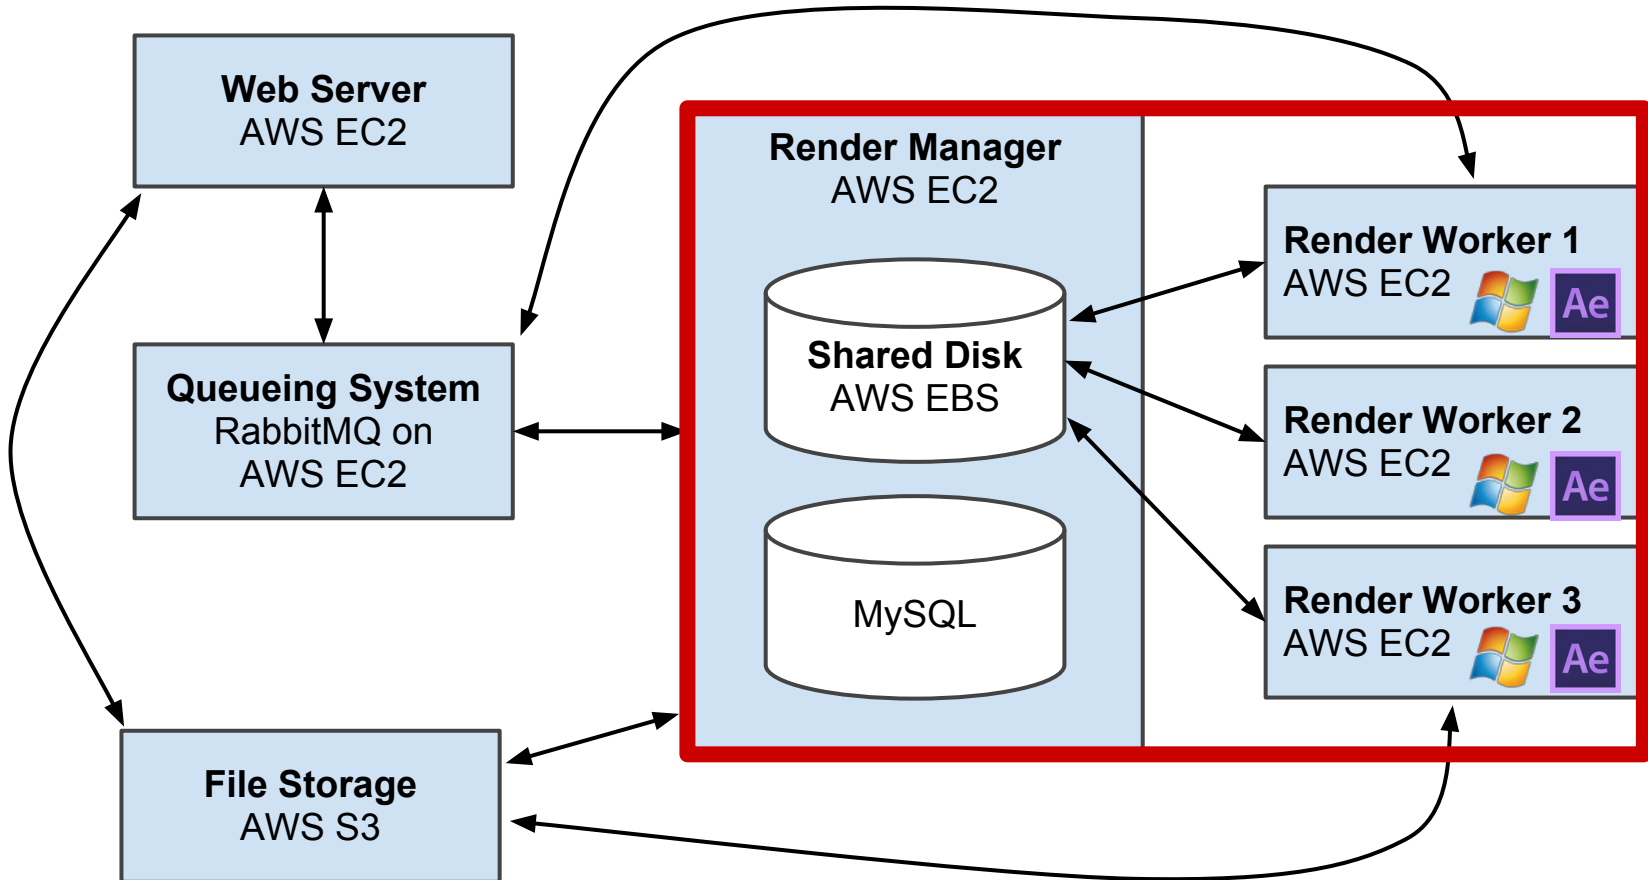 Web Server
AWS EC2
Queueing System
RabbitMQ on
AWS EC2
File Storage
AWS S3
Render Manager
AWS EC2
Shared Disk
AWS EBS
MySQL
Render Worker 1
AWS EC2
Ae
Render Worker 2
AWS EC2
Ae
Render Worker 3
AWS EC2
Ae